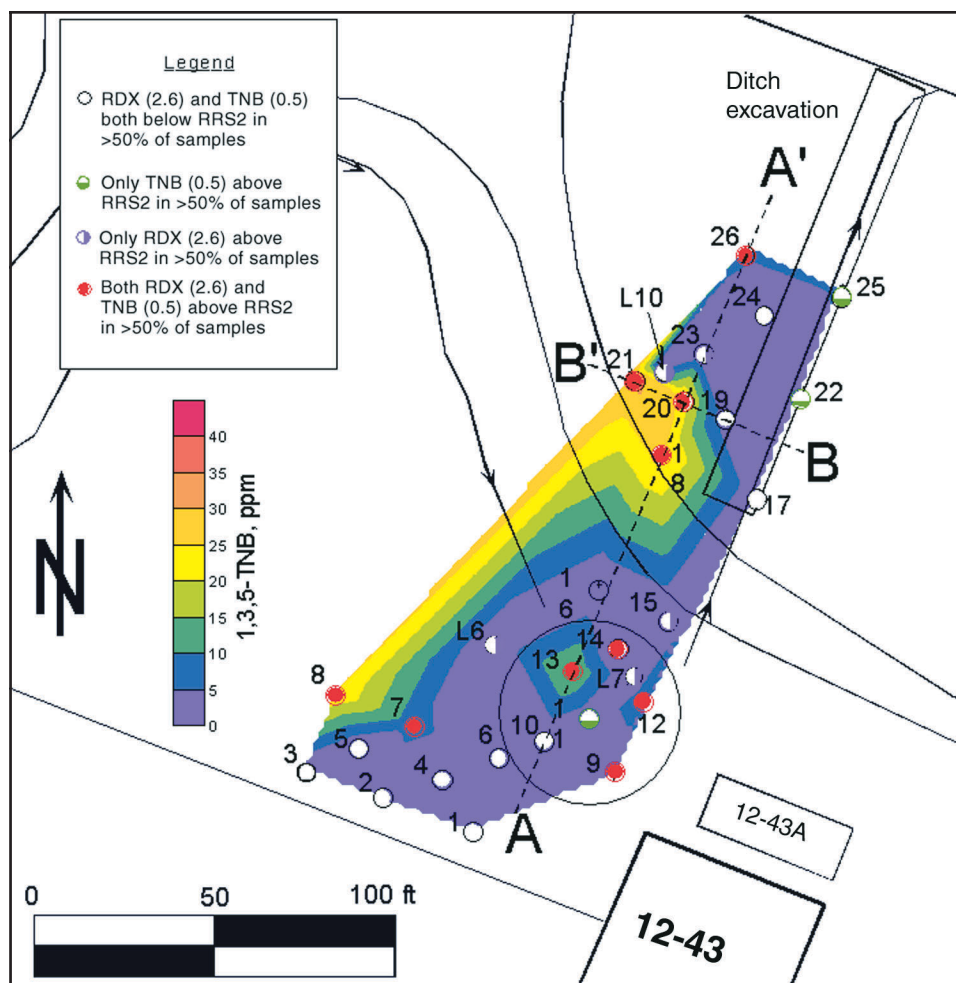 Legend
RDX (2.6) and TNB (0.5)
both below RRS2 in
>50% of samples
Only TNB (0.5) above
RRS2 in >50% of samples
Only RDX (2.6) above
RRS2 in >50% of samples
Both RDX (2.6) and
TNB (0.5) above RRS2
in >50% of samples
Ditch
excavation
A'
26
25
24
L10
23
B'
21
22
20
19
B
1
8
17
40
35
30
25
20
15
10
5
0
1,3,5-TNB, ppm
N
1
6
15
L6
14
13
L7
8
7
1
12
10
1
5
6
9
3
4
2
1
A
12-43A
12-43
0
50
100 ft